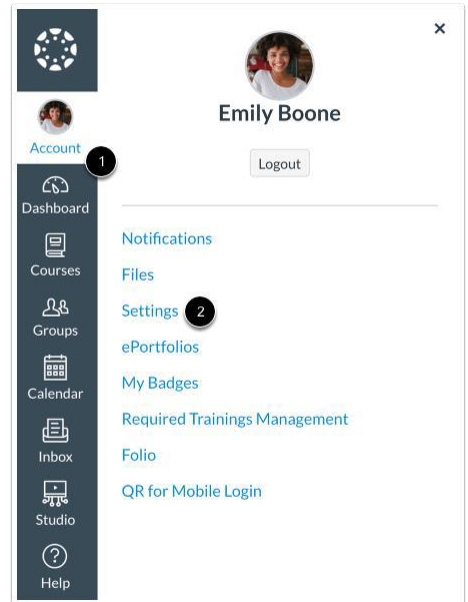 ×
Emily Boone
Logout
Account
1
Dashboard
Courses
Groups
Calendar
Inbox
Studio
Help
Notifications
Files
Settings 2
ePortfolios
My Badges
Required Trainings Management
Folio
QR for Mobile Login